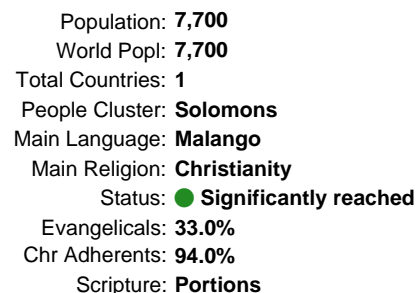 Population: 7,700
World Popl: 7,700
Total Countries: 1
People Cluster: Solomons
Main Language: Malango
Main Religion: Christianity
Status: Significantly reached
Evangelicals: 33.0%
Chr Adherents: 94.0%
Scripture: Portions